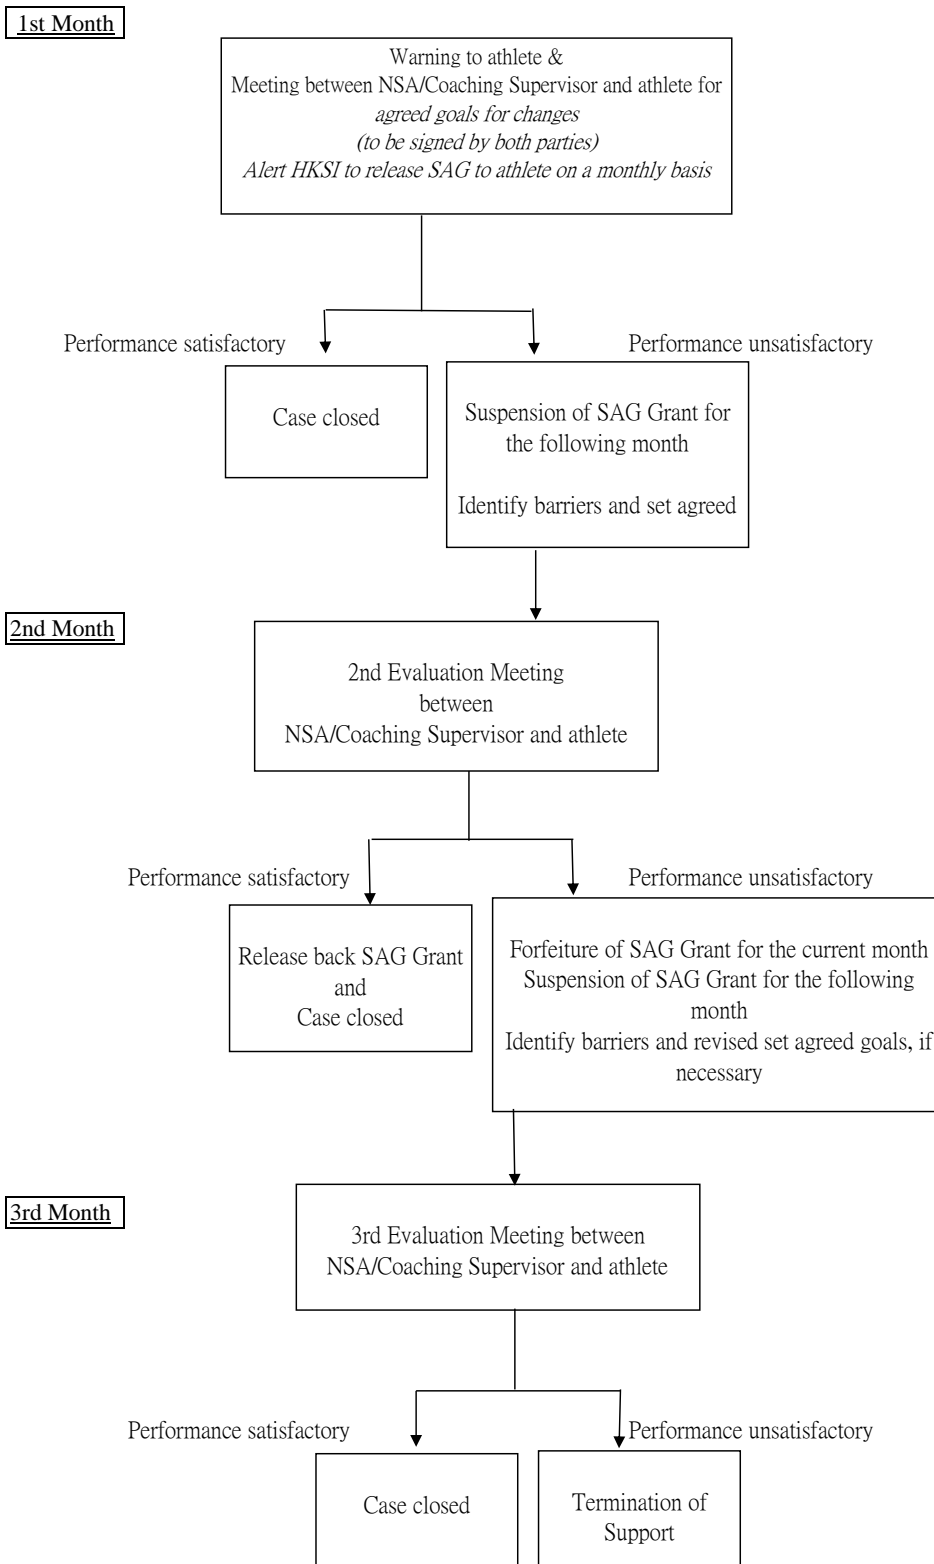 1st Month
Warning to athlete &
Meeting between NSA/Coaching Supervisor and athlete for
agreed goals for changes
(to be signed by both parties)
Alert HKSI to release SAG to athlete on a monthly basis
Performance satisfactory
Performance unsatisfactory
Case closed
Suspension of SAG Grant for
the following month
Identify barriers and set agreed
2nd Month
2nd Evaluation Meeting
between
NSA/Coaching Supervisor and athlete
Performance satisfactory
Performance unsatisfactory
Release back SAG Grant
and
Case closed
Forfeiture of SAG Grant for the current month
Suspension of SAG Grant for the following
month
Identify barriers and revised set agreed goals, if
necessary
3rd Month
3rd Evaluation Meeting between
NSA/Coaching Supervisor and athlete
Performance satisfactory
Performance unsatisfactory
Case closed
Termination of
Support